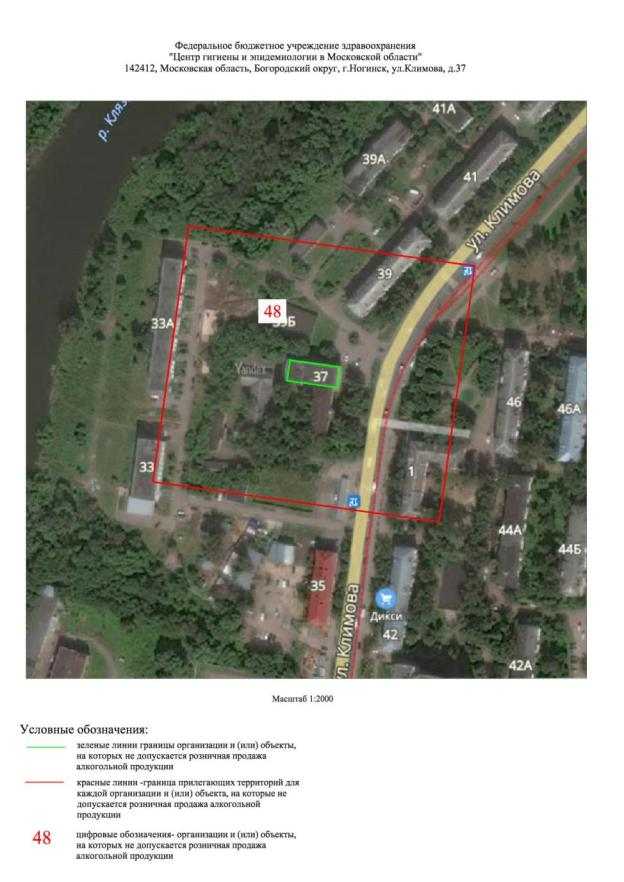 Федеральное бюджетное учреждение здравоохранения
"Центр гигиены и эпидемиологии в Московской области"
142412, Московская область, Богородский округ, г.Ногинск, ул.Климова, д.37
р. Кляз
41А
39А
41
ул. Климова
39
48
33А
39Б
Yandex
37
46
46А
33
1
44А
44Б
35
Дикси
ул. Климова
42
42А
Масштаб 1:2000
Условные обозначения:
зеленые линии границы организации и (или) объекты,
на которых не допускается розничная продажа
алкогольной продукции
красные линии -граница прилегающих территорий для
каждой организации и (или) объекта, на которые не
допускается розничная продажа алкогольной
продукции
48
цифровые обозначения- организации и (или) объекты,
на которых не допускается розничная продажа
алкогольной продукции